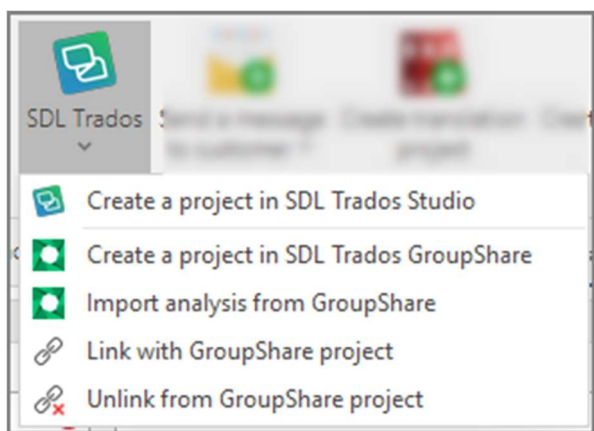 SDL Trados
Create a project in SDL Trados Studio
Create a project in SDL Trados GroupShare
Import analysis from GroupShare
Link with GroupShare project
Unlink from GroupShare project